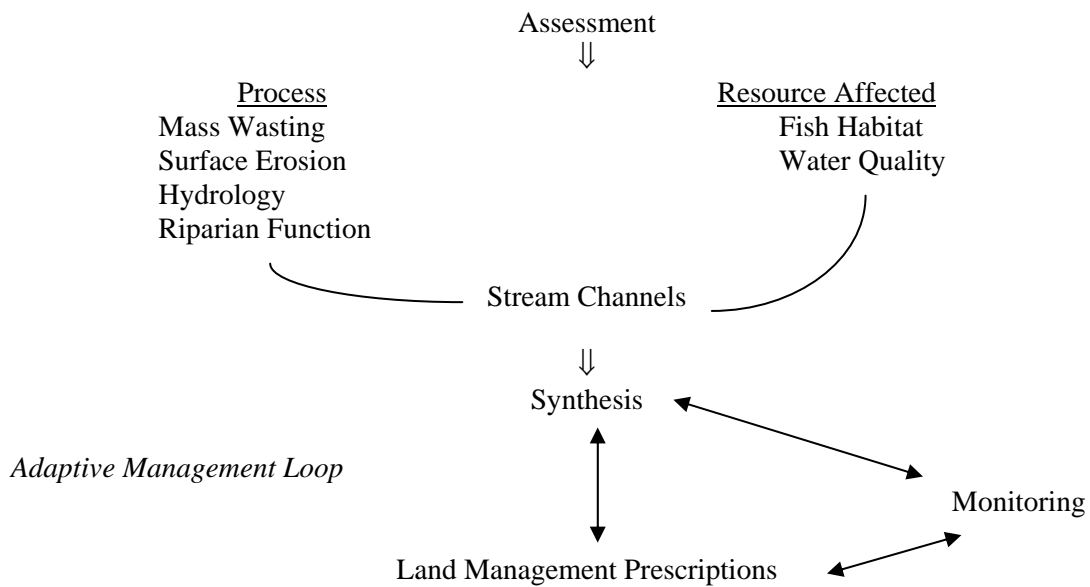 Assessment
⇓
Process
Resource Affected
Mass Wasting
Fish Habitat
Surface Erosion
Water Quality
Hydrology
Riparian Function
Stream Channels
⇓
Synthesis
Adaptive Management Loop
Monitoring
Land Management Prescriptions